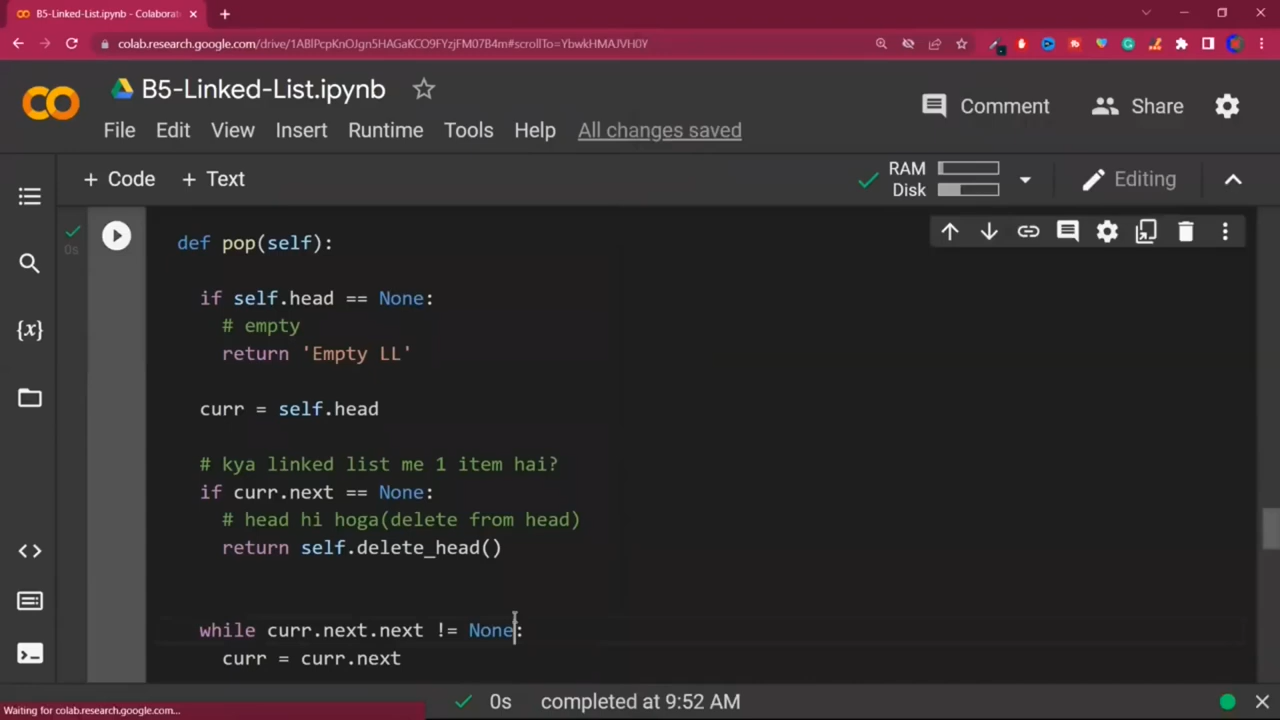 B5-Linked-List.ipynb - Colaborat
colab.research.google.com/drive/1ABlPcpKnOJgn5HAGaKCO9FYzjFM07B4m#scrollTo=YbwkHMAJVH0Y
B5-Linked-List.ipynb
Comment
Share
File Edit View Insert Runtime Tools Help All changes saved
+ Code + Text
RAM
Disk
Editing
0s
def pop(self):
if self.head == None:
# empty
return 'Empty LL'
curr = self.head
# kya linked list me 1 item hai?
if curr.next == None:
# head hi hoga(delete from head)
return self.delete_head()
while curr.next.next != None:
curr = curr.next
{x}
0s completed at 9:52 AM
Waiting for colab.research.google.com...